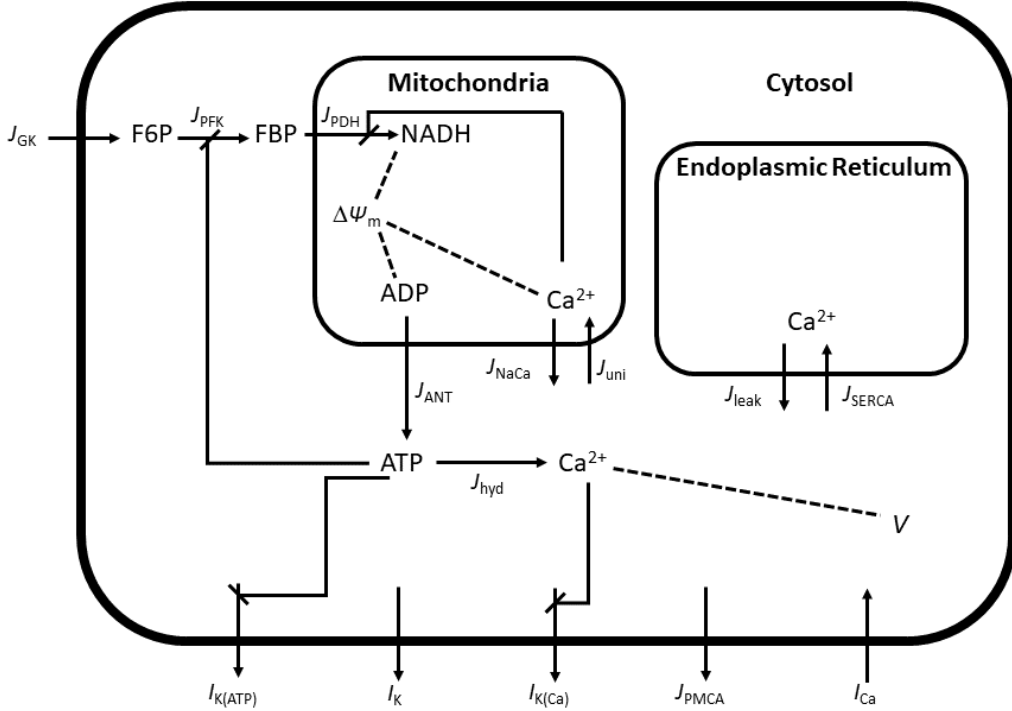 Mitochondria
Cytosol
J_GK
F6P
J_PFK
FBP
J_PDH
NADH
Endoplasmic Reticulum
ΔΨ_m
ADP
Ca²⁺
Ca²⁺
J_NaCa
J_uni
J_ANT
J_leak
J_SERCA
ATP
J_hyd
Ca²⁺
V
I_K(ATP)
I_K
I_K(Ca)
J_PMCA
I_Ca